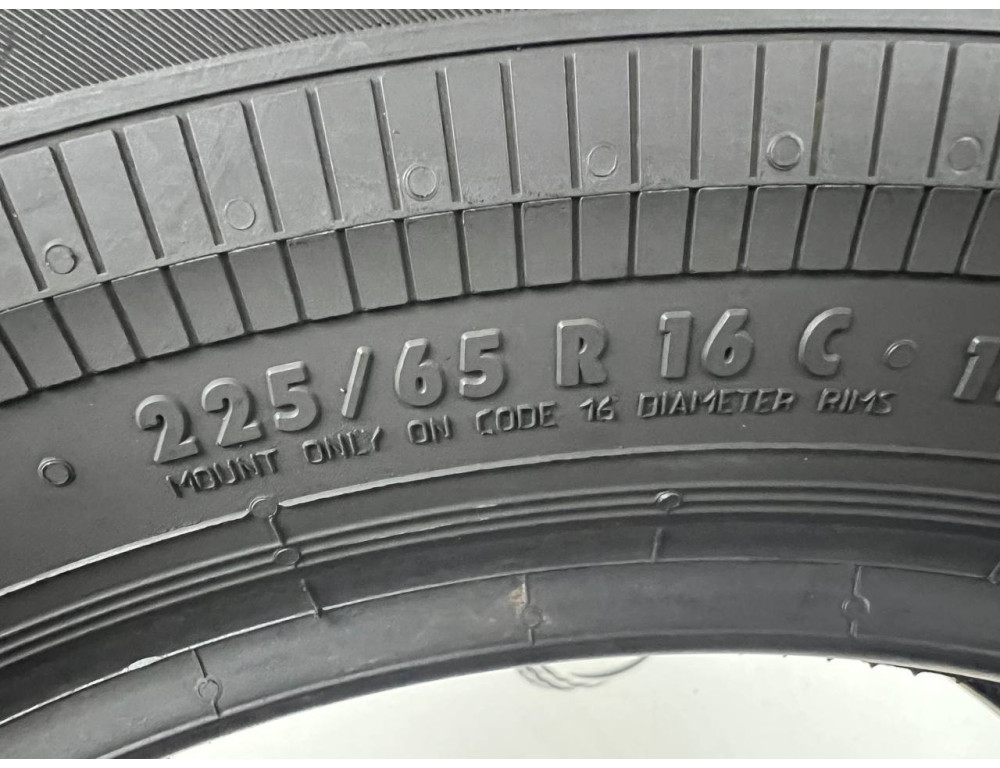 225/65 R 16 C
MOUNT ONLY ON CODE 16 DIAMETER RIMS